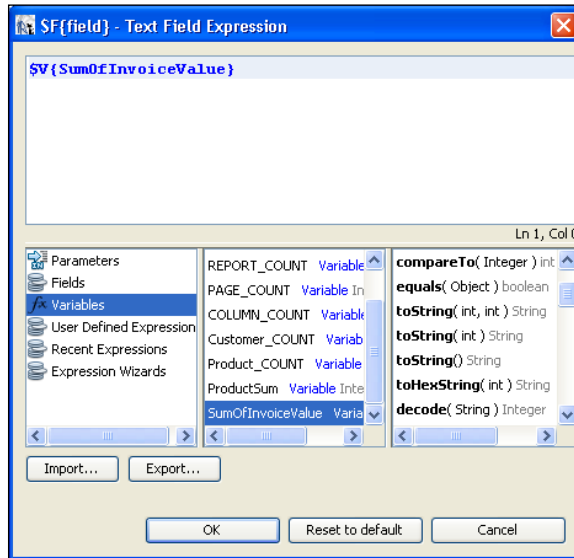 $F{field} - Text Field Expression
$V{SumOfInvoiceValue}
Ln 1, Col 0
Parameters
Fields
fx Variables
User Defined Expression
Recent Expressions
Expression Wizards
REPORT_COUNT Variable
PAGE_COUNT Variable In
COLUMN_COUNT Variable
Customer_COUNT Variab
Product_COUNT Variable
ProductSum Variable Inte
SumOfInvoiceValue Varia
compareTo( Integer ) int
equals( Object ) boolean
toString( int, int ) String
toString( int ) String
toString() String
toHexString( int ) String
decode( String ) Integer
Import... Export...
OK Reset to default Cancel